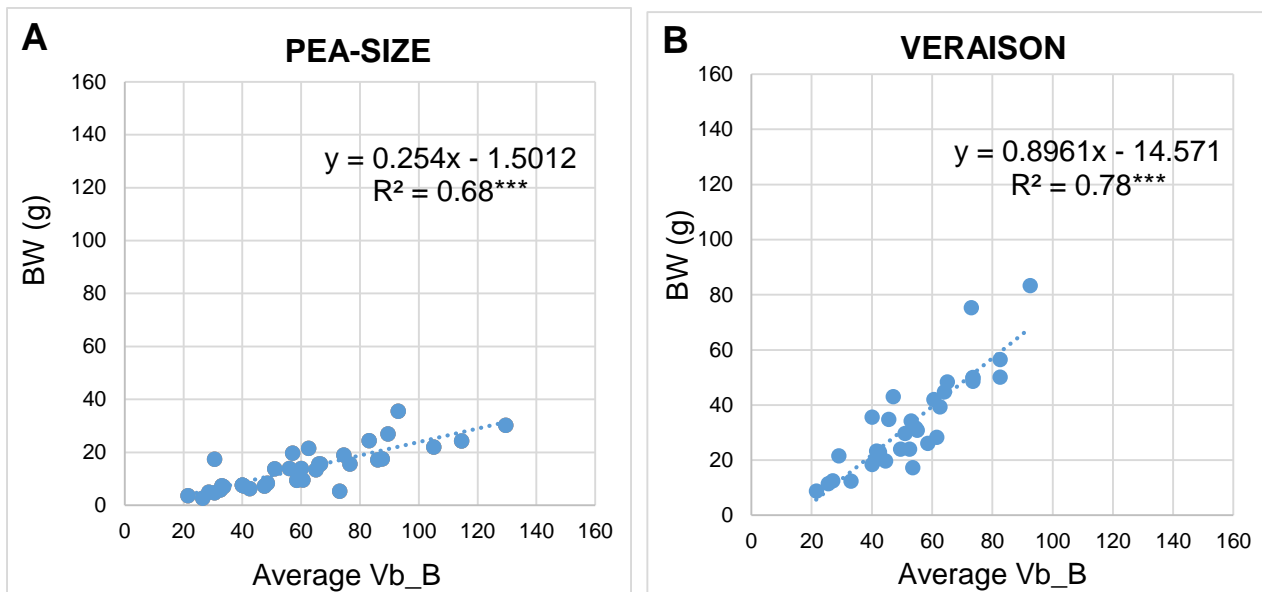 A
PEA-SIZE
160
140
120
100
80
60
40
20
0
BW (g)
y = 0.254x - 1.5012
R² = 0.68***
0 20 40 60 80 100 120 140 160
Average Vb_B
B
VERAISON
160
140
120
100
80
60
40
20
0
BW (g)
y = 0.8961x - 14.571
R² = 0.78***
0 20 40 60 80 100 120 140 160
Average Vb_B